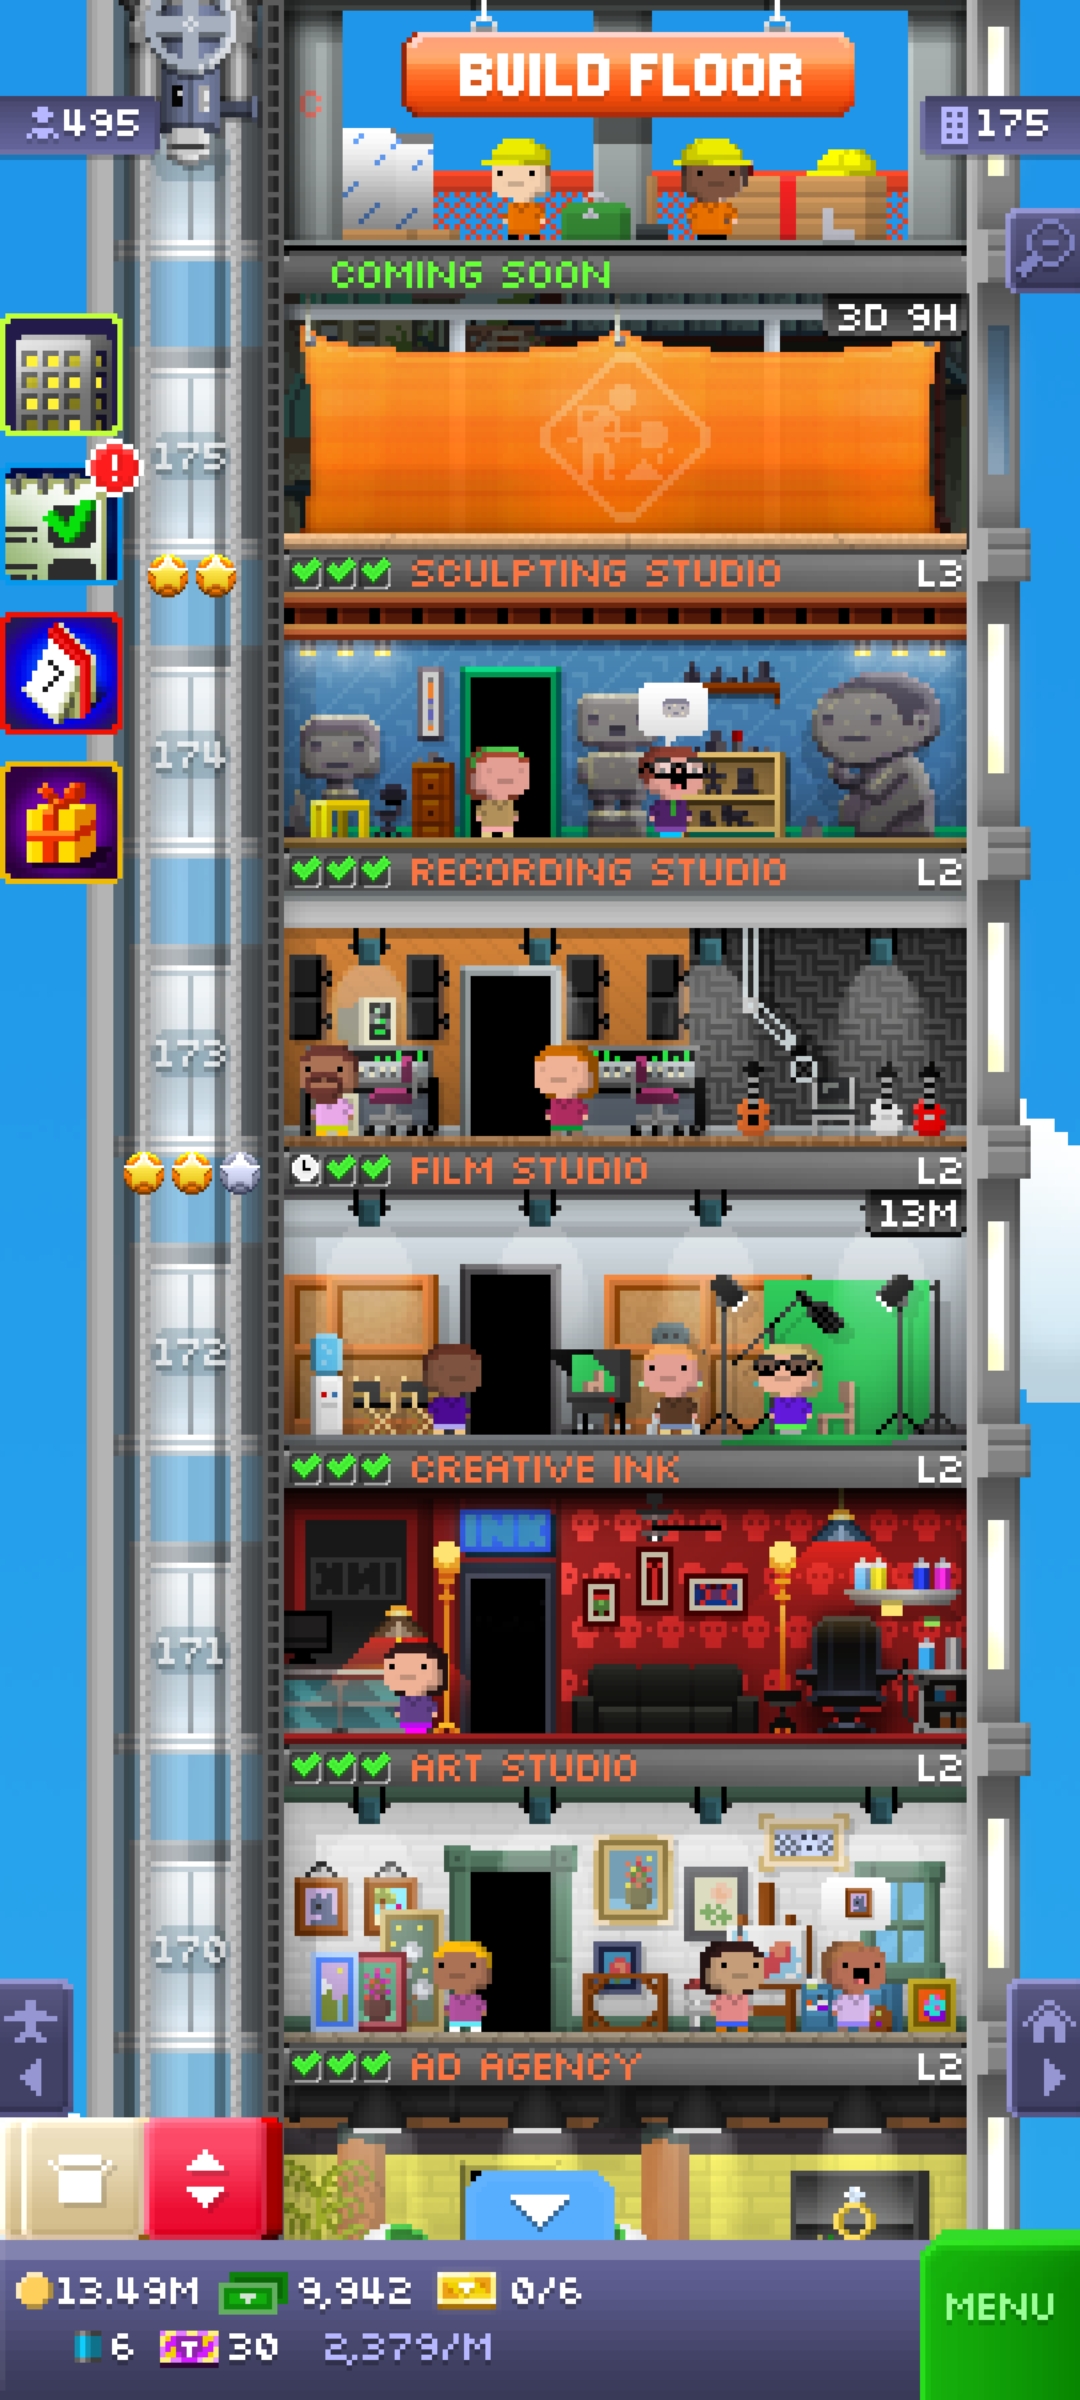 BUILD FLOOR
495
175
COMING SOON
3D 9H
175
SCULPTING STUDIO L3
174
RECORDING STUDIO L2
173
FILM STUDIO L2
13M
172
CREATIVE INK L2
INK
171
ART STUDIO L2
170
AD AGENCY L2
13.49M 9,942 0/6
MENU
6 T 30 2,379/M